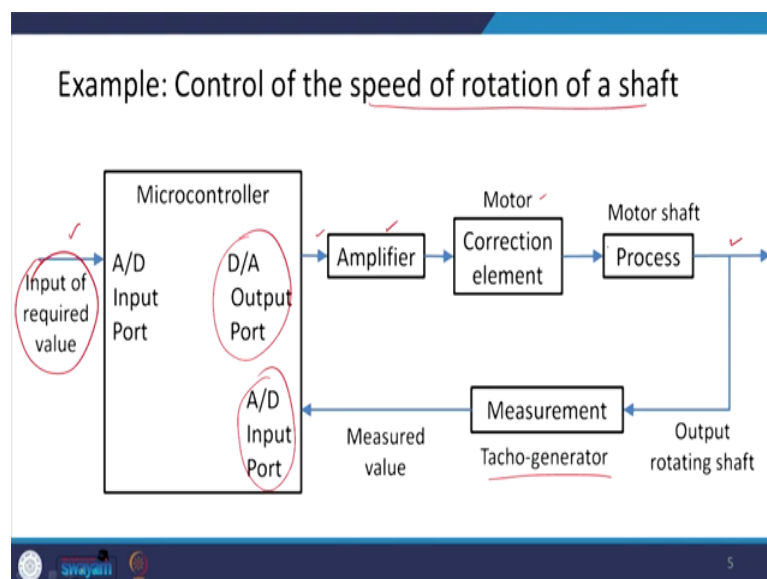 Example: Control of the speed of rotation of a shaft
Microcontroller
A/D
Input
Port
D/A
Output
Port
A/D
Input
Port
Input of
required
value
Amplifier
Motor
Correction
element
Motor shaft
Process
Measurement
Tacho-generator
Measured
value
Output
rotating shaft
swayam
5